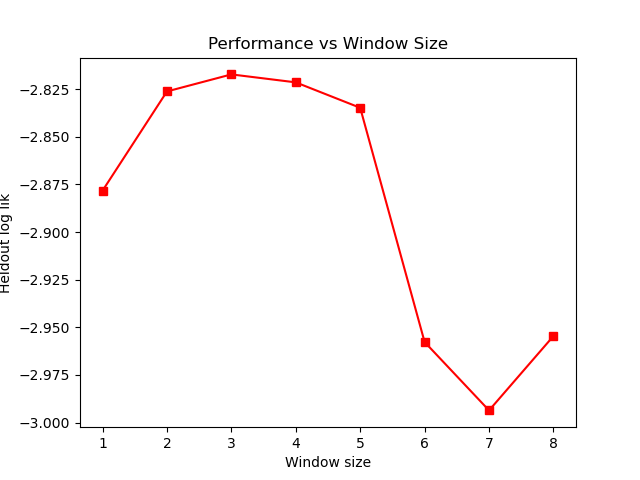 Performance vs Window Size
Heldout log lik
−2.825
−2.850
−2.875
−2.900
−2.925
−2.950
−2.975
−3.000
1 2 3 4 5 6 7 8
Window size